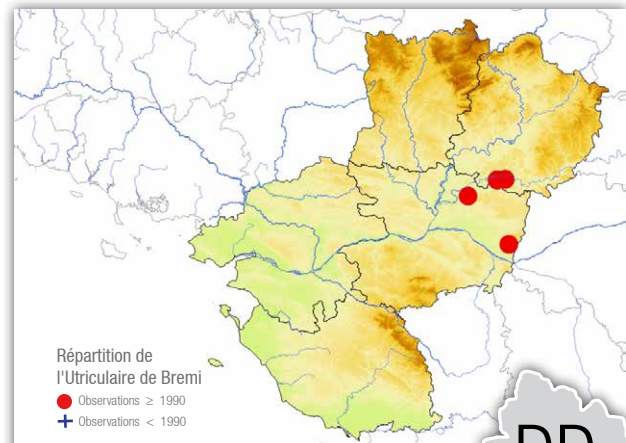 Répartition de
l'Utriculaire de Bremi
Observations ≥ 1990
Observations < 1990
DD